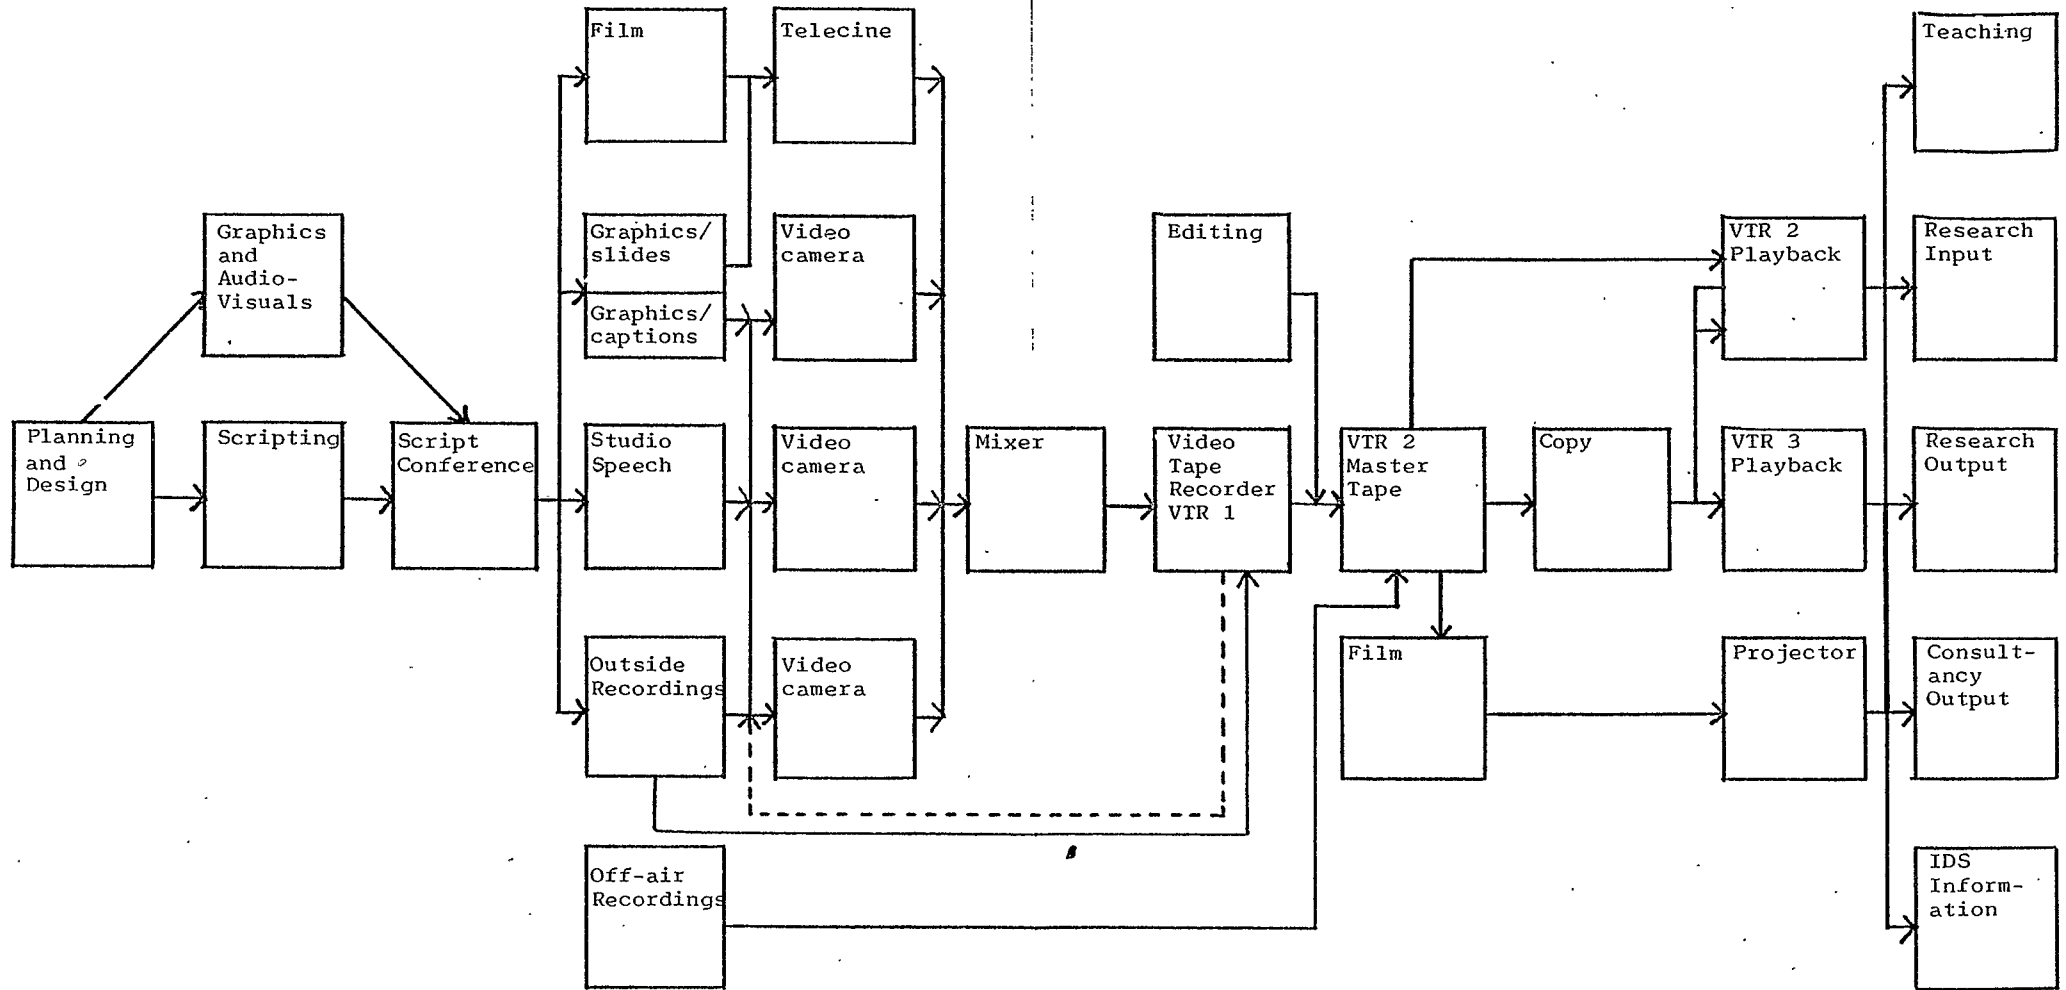 Film
Telecine
Teaching
Graphics
and
Audio-
Visuals
Graphics/
slides
Graphics/
captions
Video
camera
Editing
VTR 2
Playback
Research
Input
Planning
and
Design
Scripting
Script
Conference
Studio
Speech
Video
camera
Mixer
Video
Tape
Recorder
VTR 1
VTR 2
Master
Tape
Copy
VTR 3
Playback
Research
Output
Outside
Recordings
Video
camera
Film
Projector
Consult-
ancy
Output
Off-air
Recordings
IDS
Inform-
ation